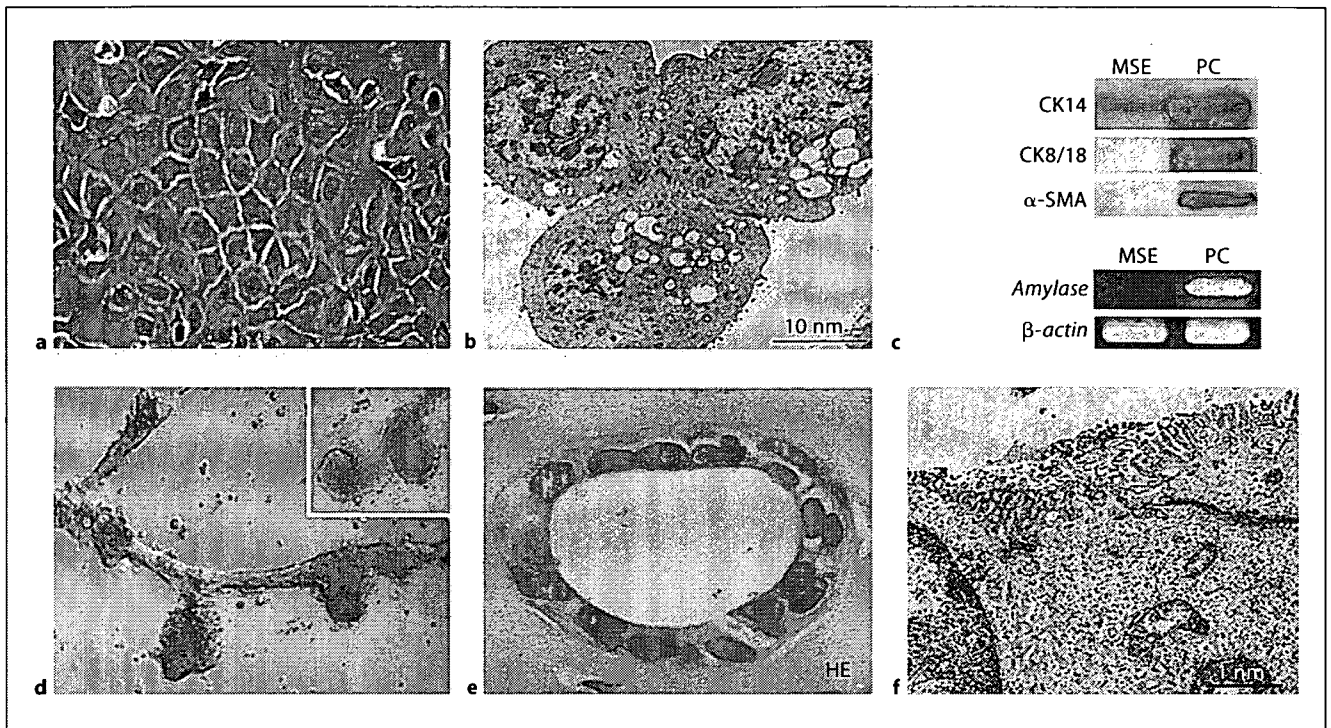 MSE PC
CK14
CK8/18
α-SMA
MSE PC
Amylase
β-actin
a
b
10 nm
c
d
e
HE
f
1 nm